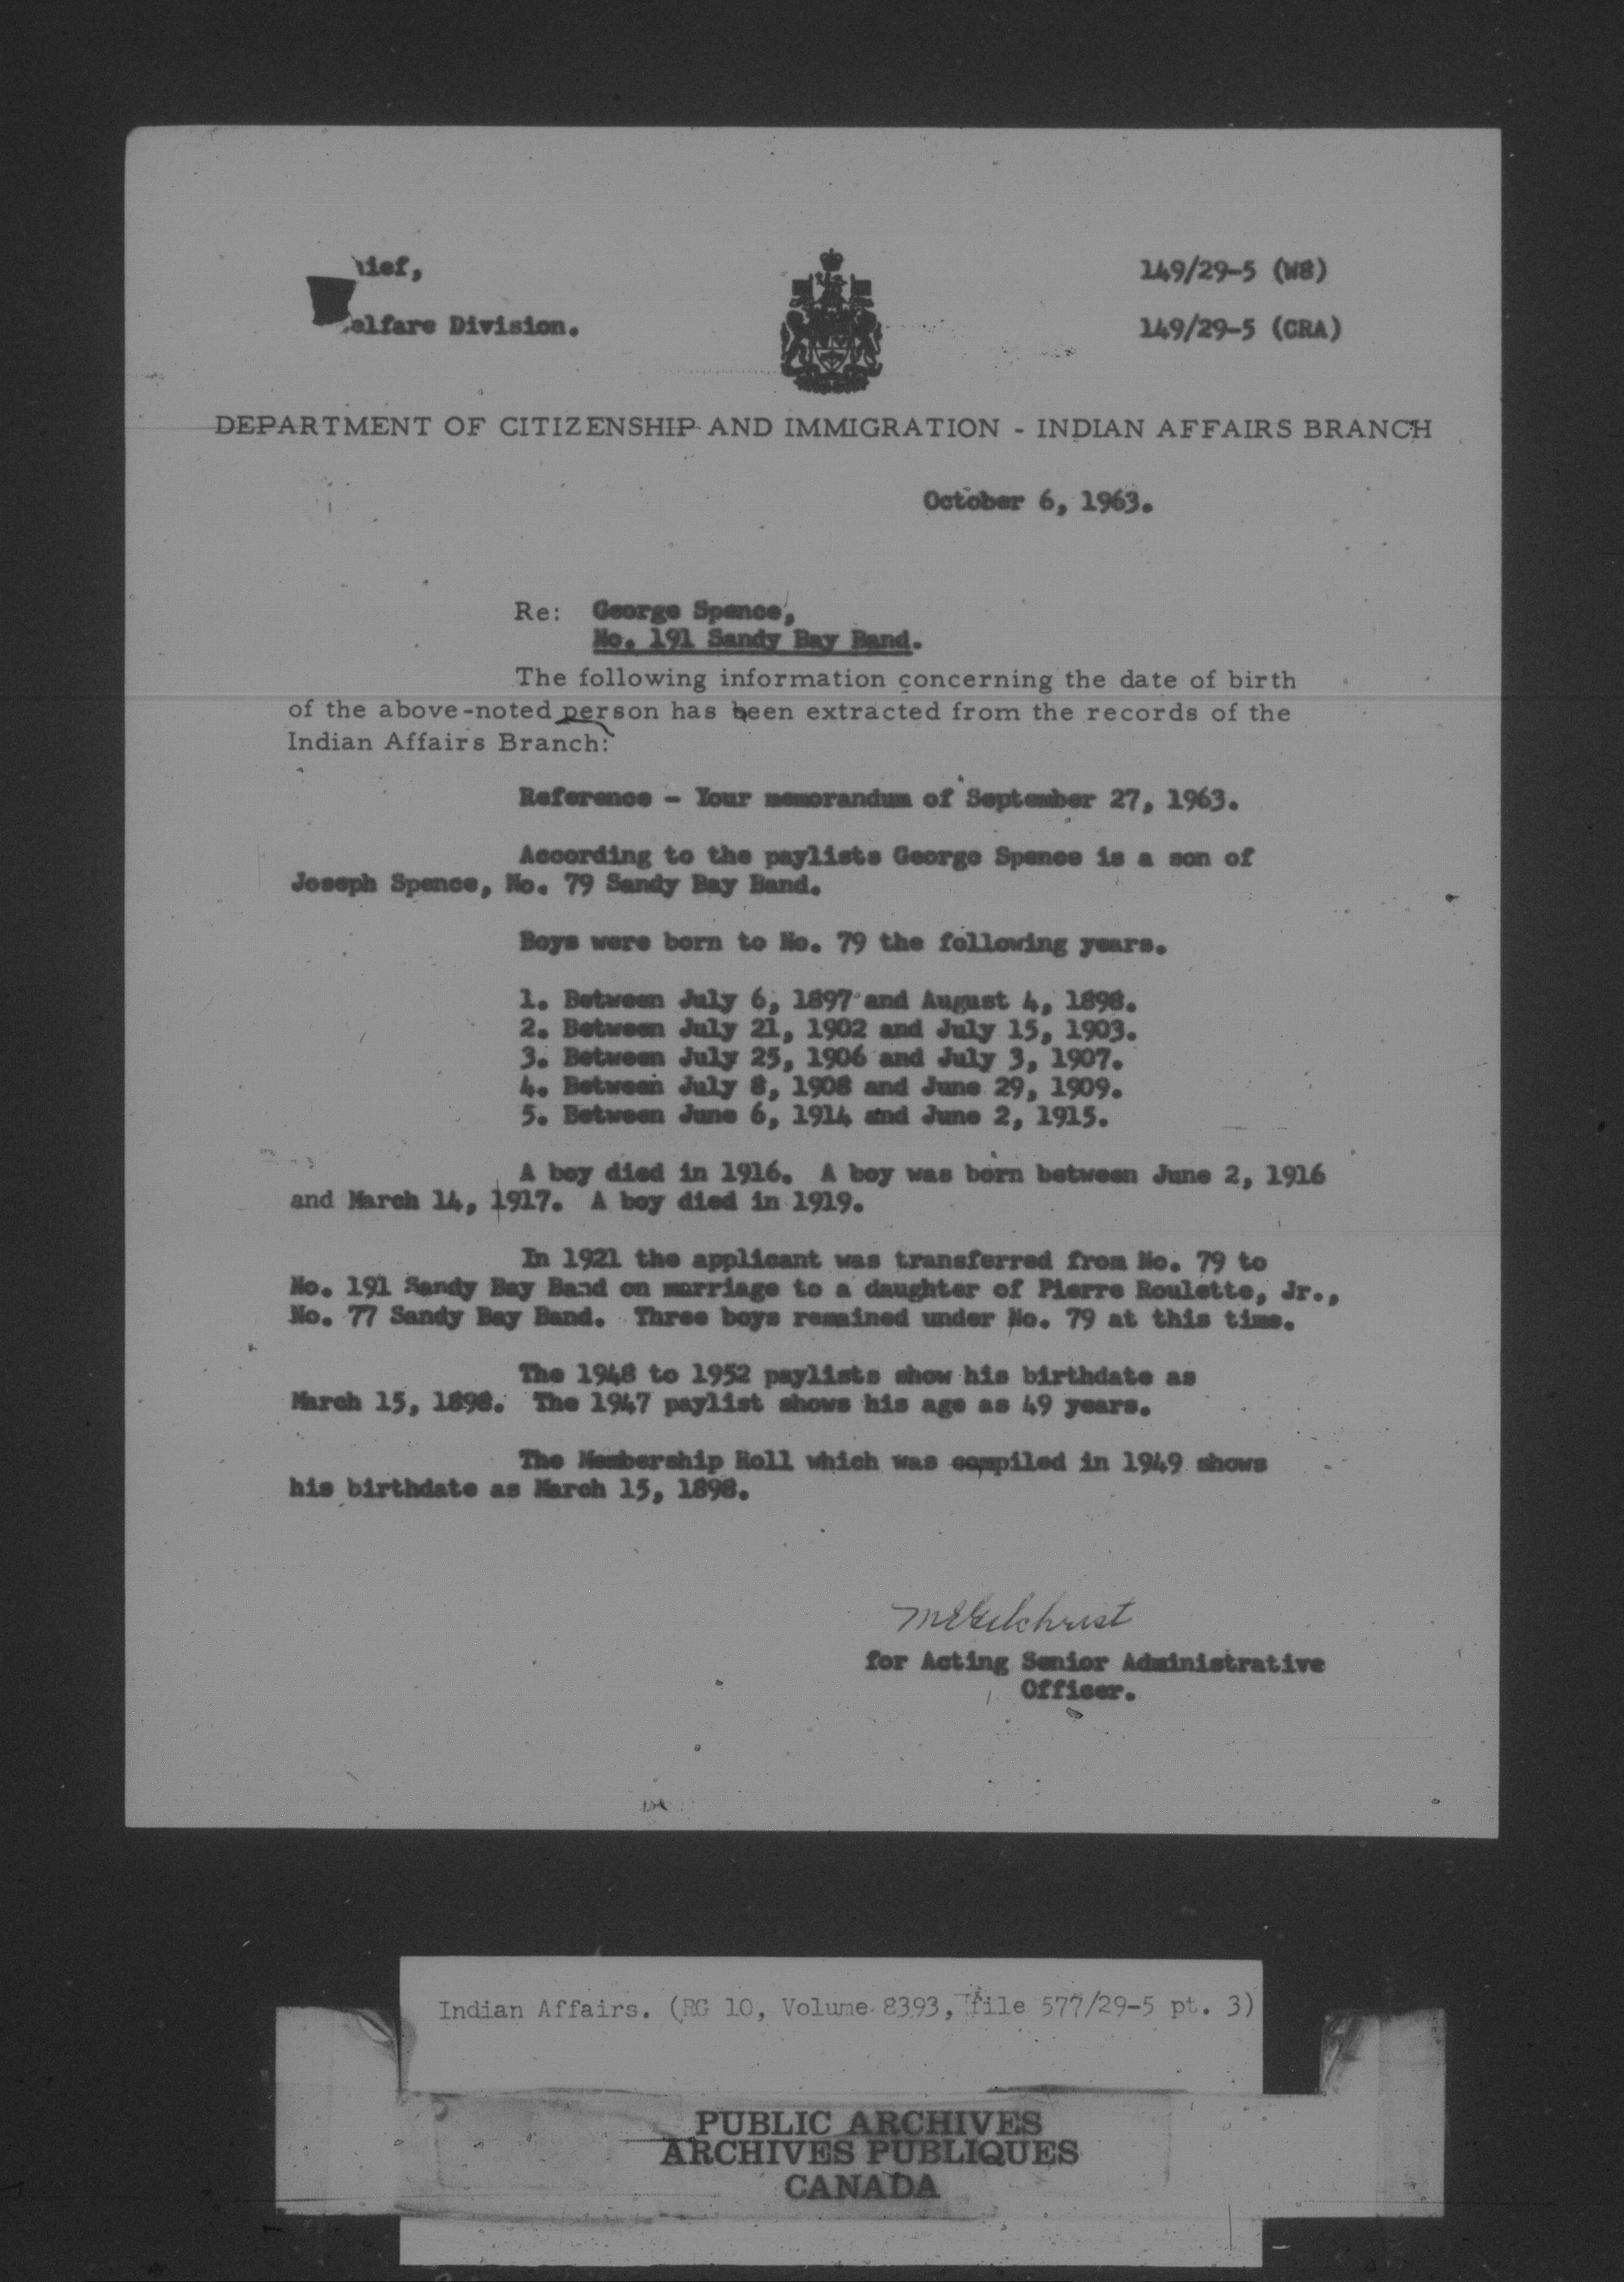 hief,
elfare Division.
149/29-5 (W8)
149/29-5 (CRA)
DEPARTMENT OF CITIZENSHIP AND IMMIGRATION - INDIAN AFFAIRS BRANCH
October 6, 1963.
Re: George Spence,
No. 191 Sandy Bay Band.
The following information concerning the date of birth
of the above-noted person has been extracted from the records of the
Indian Affairs Branch:
Reference - Your memorandum of September 27, 1963.
According to the paylists George Spence is a son of
Joseph Spence, No. 79 Sandy Bay Band.
Boys were born to No. 79 the following years.
1. Between July 6, 1897 and August 4, 1898.
2. Between July 21, 1902 and July 15, 1903.
3. Between July 25, 1906 and July 3, 1907.
4. Between July 8, 1908 and June 29, 1909.
5. Between June 6, 1914 and June 2, 1915.
A boy died in 1916. A boy was born between June 2, 1916
and March 14, 1917. A boy died in 1919.
In 1921 the applicant was transferred from No. 79 to
No. 191 Sandy Bay Band on marriage to a daughter of Pierre Roulette, Jr.,
No. 77 Sandy Bay Band. Three boys remained under No. 79 at this time.
The 1948 to 1952 paylists show his birthdate as
March 15, 1898. The 1947 paylist shows his age as 49 years.
The Membership Roll which was compiled in 1949 shows
his birthdate as March 15, 1898.
MEGilchrist
for Acting Senior Administrative
Officer.
Indian Affairs. (RG 10, Volume 8393, file 577/29-5 pt. 3)
PUBLIC ARCHIVES
ARCHIVES PUBLIQUES
CANADA